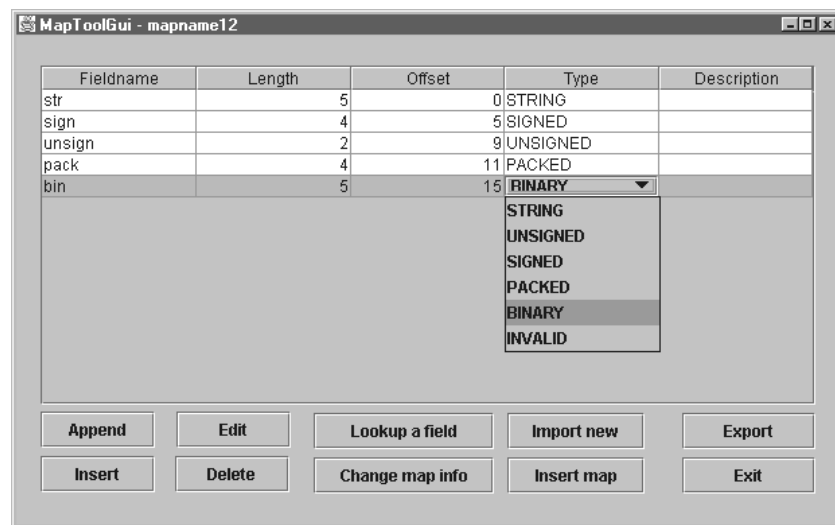 MapToolGui - mapname12
Fieldname Length Offset Type Description
str 5 0 STRING
sign 4 5 SIGNED
unsign 2 9 UNSIGNED
pack 4 11 PACKED
bin 5 15 BINARY
STRING
UNSIGNED
SIGNED
PACKED
BINARY
INVALID
Append Edit Lookup a field Import new Export
Insert Delete Change map info Insert map Exit